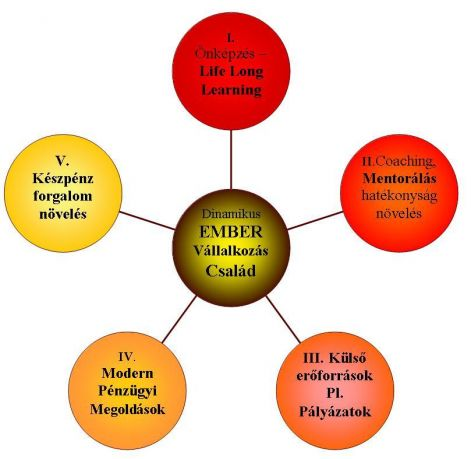 I.
Önképzés –
Life Long
Learning
II.Coaching,
Mentorálás
hatékonyság
növelés
III. Külső
erőforrások
Pl.
Pályázatok
IV.
Modern
Pénzügyi
Megoldások
V.
Készpénz
forgalom
növelés
Dinamikus
EMBER
Vállalkozás
Család